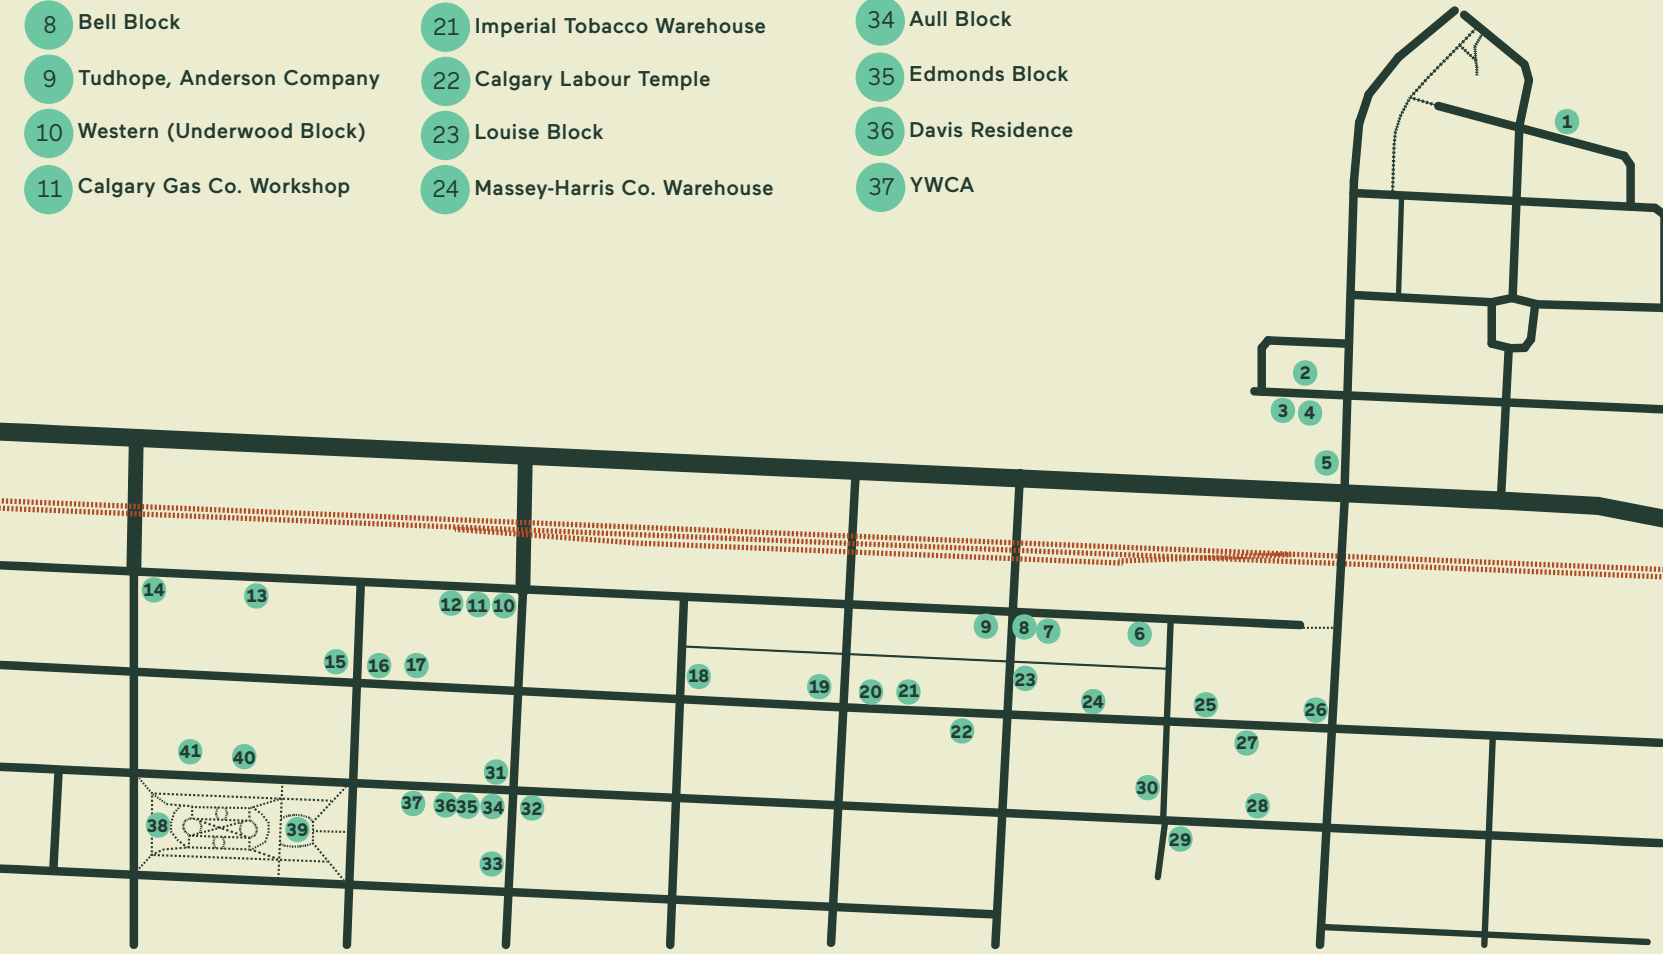 8 Bell Block
9 Tudhope, Anderson Company
10 Western (Underwood Block)
11 Calgary Gas Co. Workshop
21 Imperial Tobacco Warehouse
22 Calgary Labour Temple
23 Louise Block
24 Massey-Harris Co. Warehouse
34 Aull Block
35 Edmonds Block
36 Davis Residence
37 YWCA
1
2
3 4
5
14 13 12 11 10 9 8 7 6
15 16 17 18 19 20 21 23 24 25 26
22 27
41 40 31 30
37 36 35 34 32 28
38 39 29
33